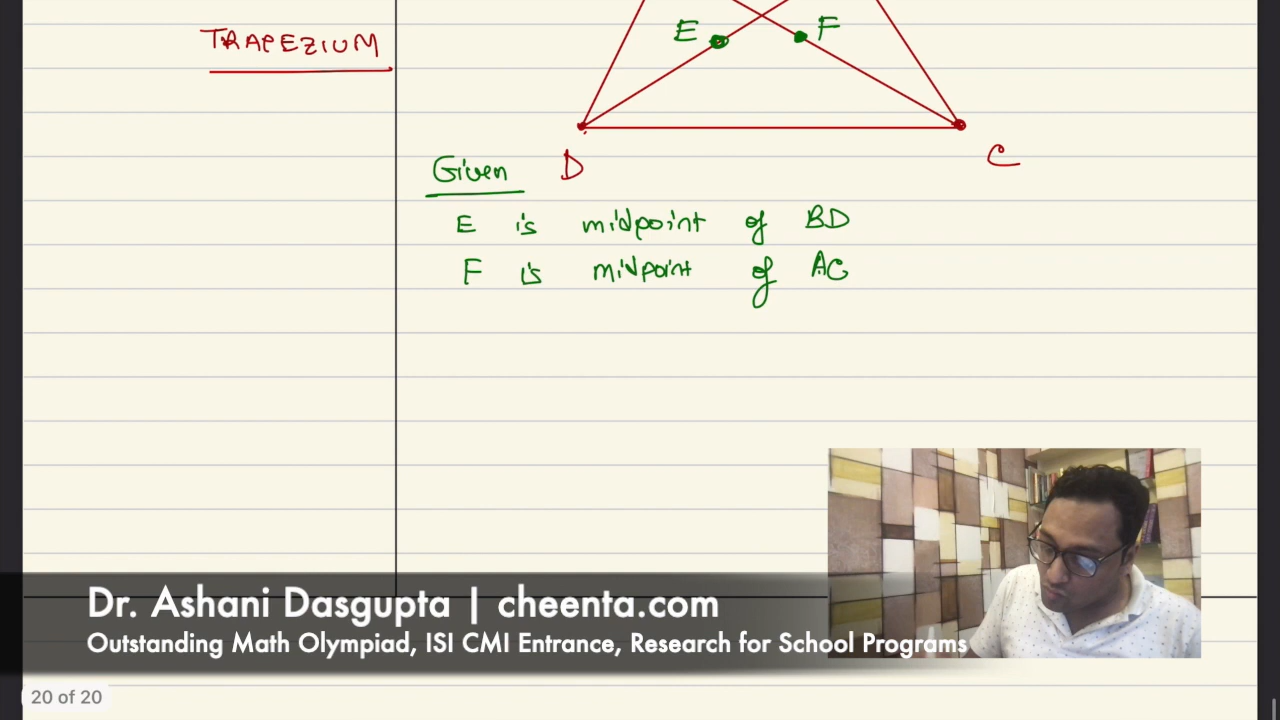 TRAPEZIUM
E F
D C
Given
E is midpoint of BD
F is midpoint of AC
Dr. Ashani Dasgupta | cheenta.com
Outstanding Math Olympiad, ISI CMI Entrance, Research for School Programs
20 of 20